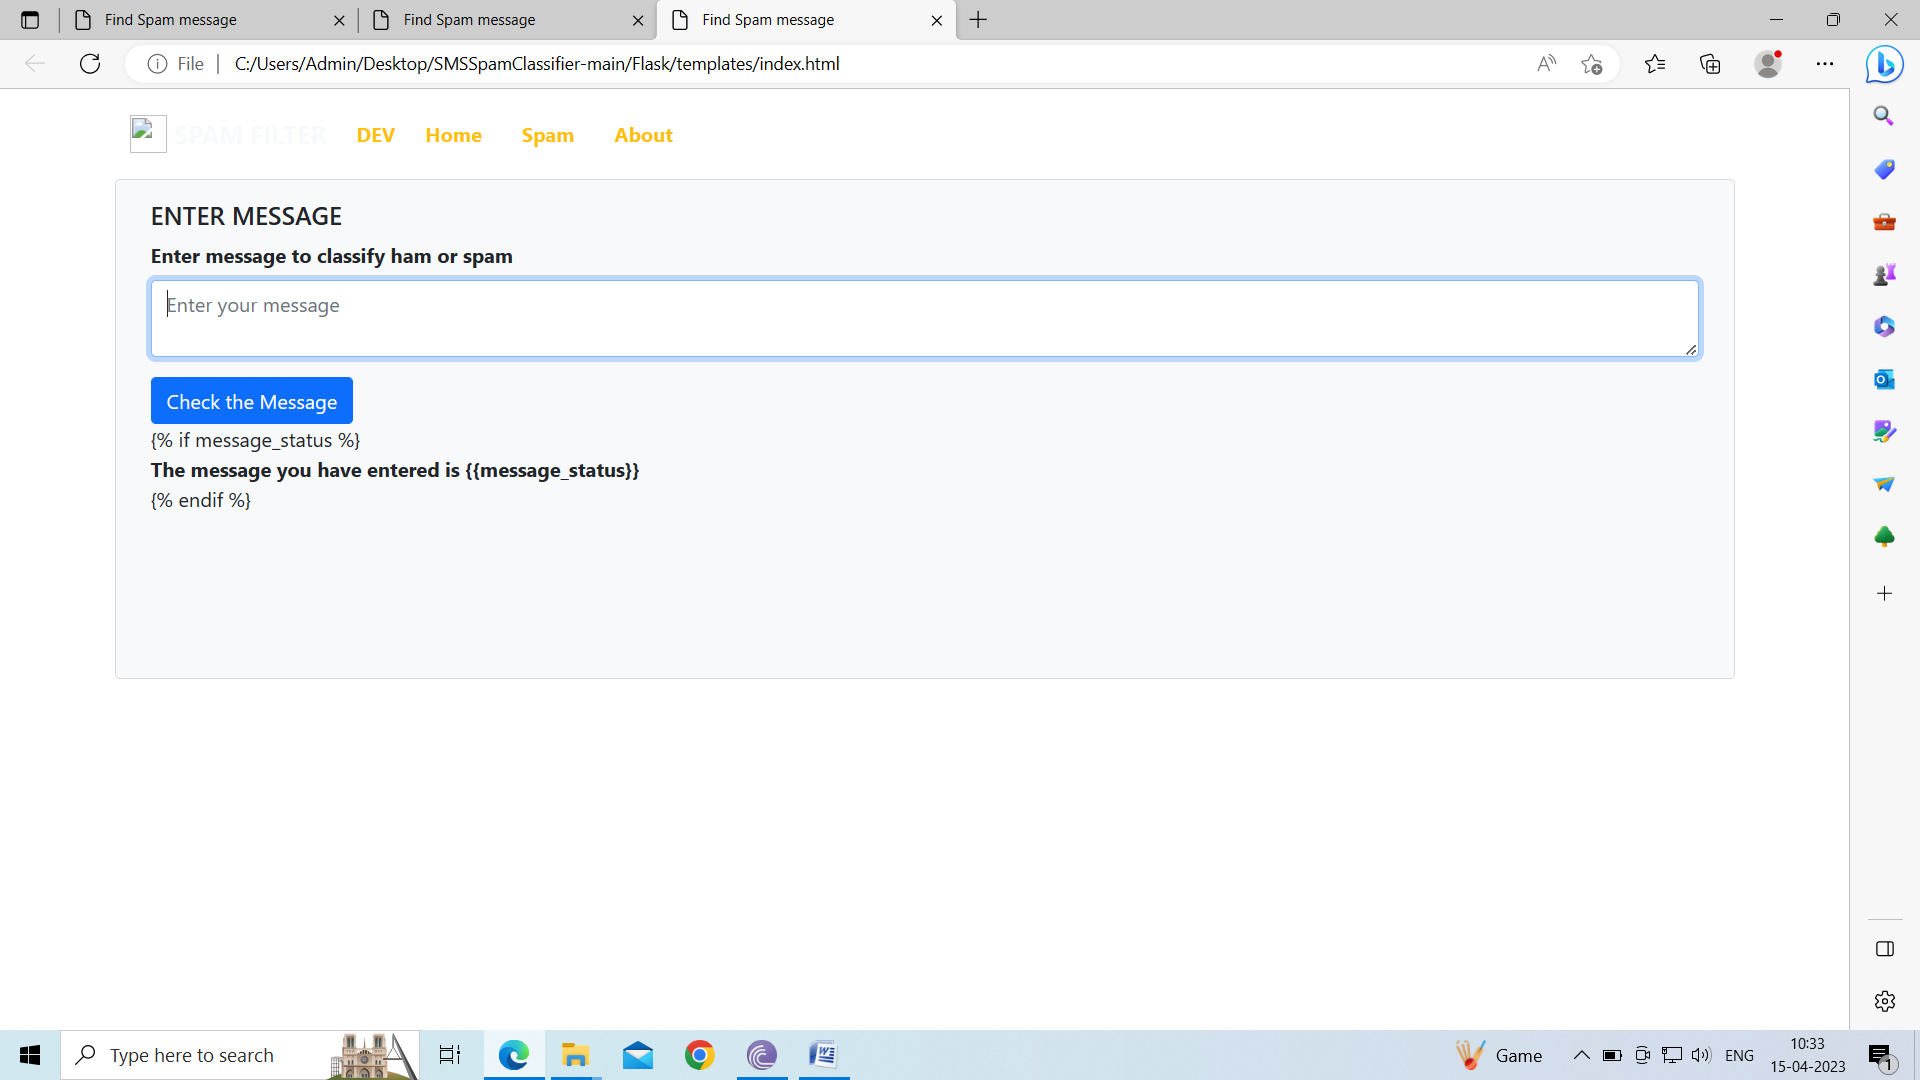 Find Spam message
Find Spam message
Find Spam message
File
C:/Users/Admin/Desktop/SMSSpamClassifier-main/Flask/templates/index.html
SPAM FILTER DEV Home Spam About
ENTER MESSAGE
Enter message to classify ham or spam
Enter your message
Check the Message
{% if message_status %}
The message you have entered is {{message_status}}
{% endif %}
Type here to search
Game
ENG
10:33
15-04-2023
1